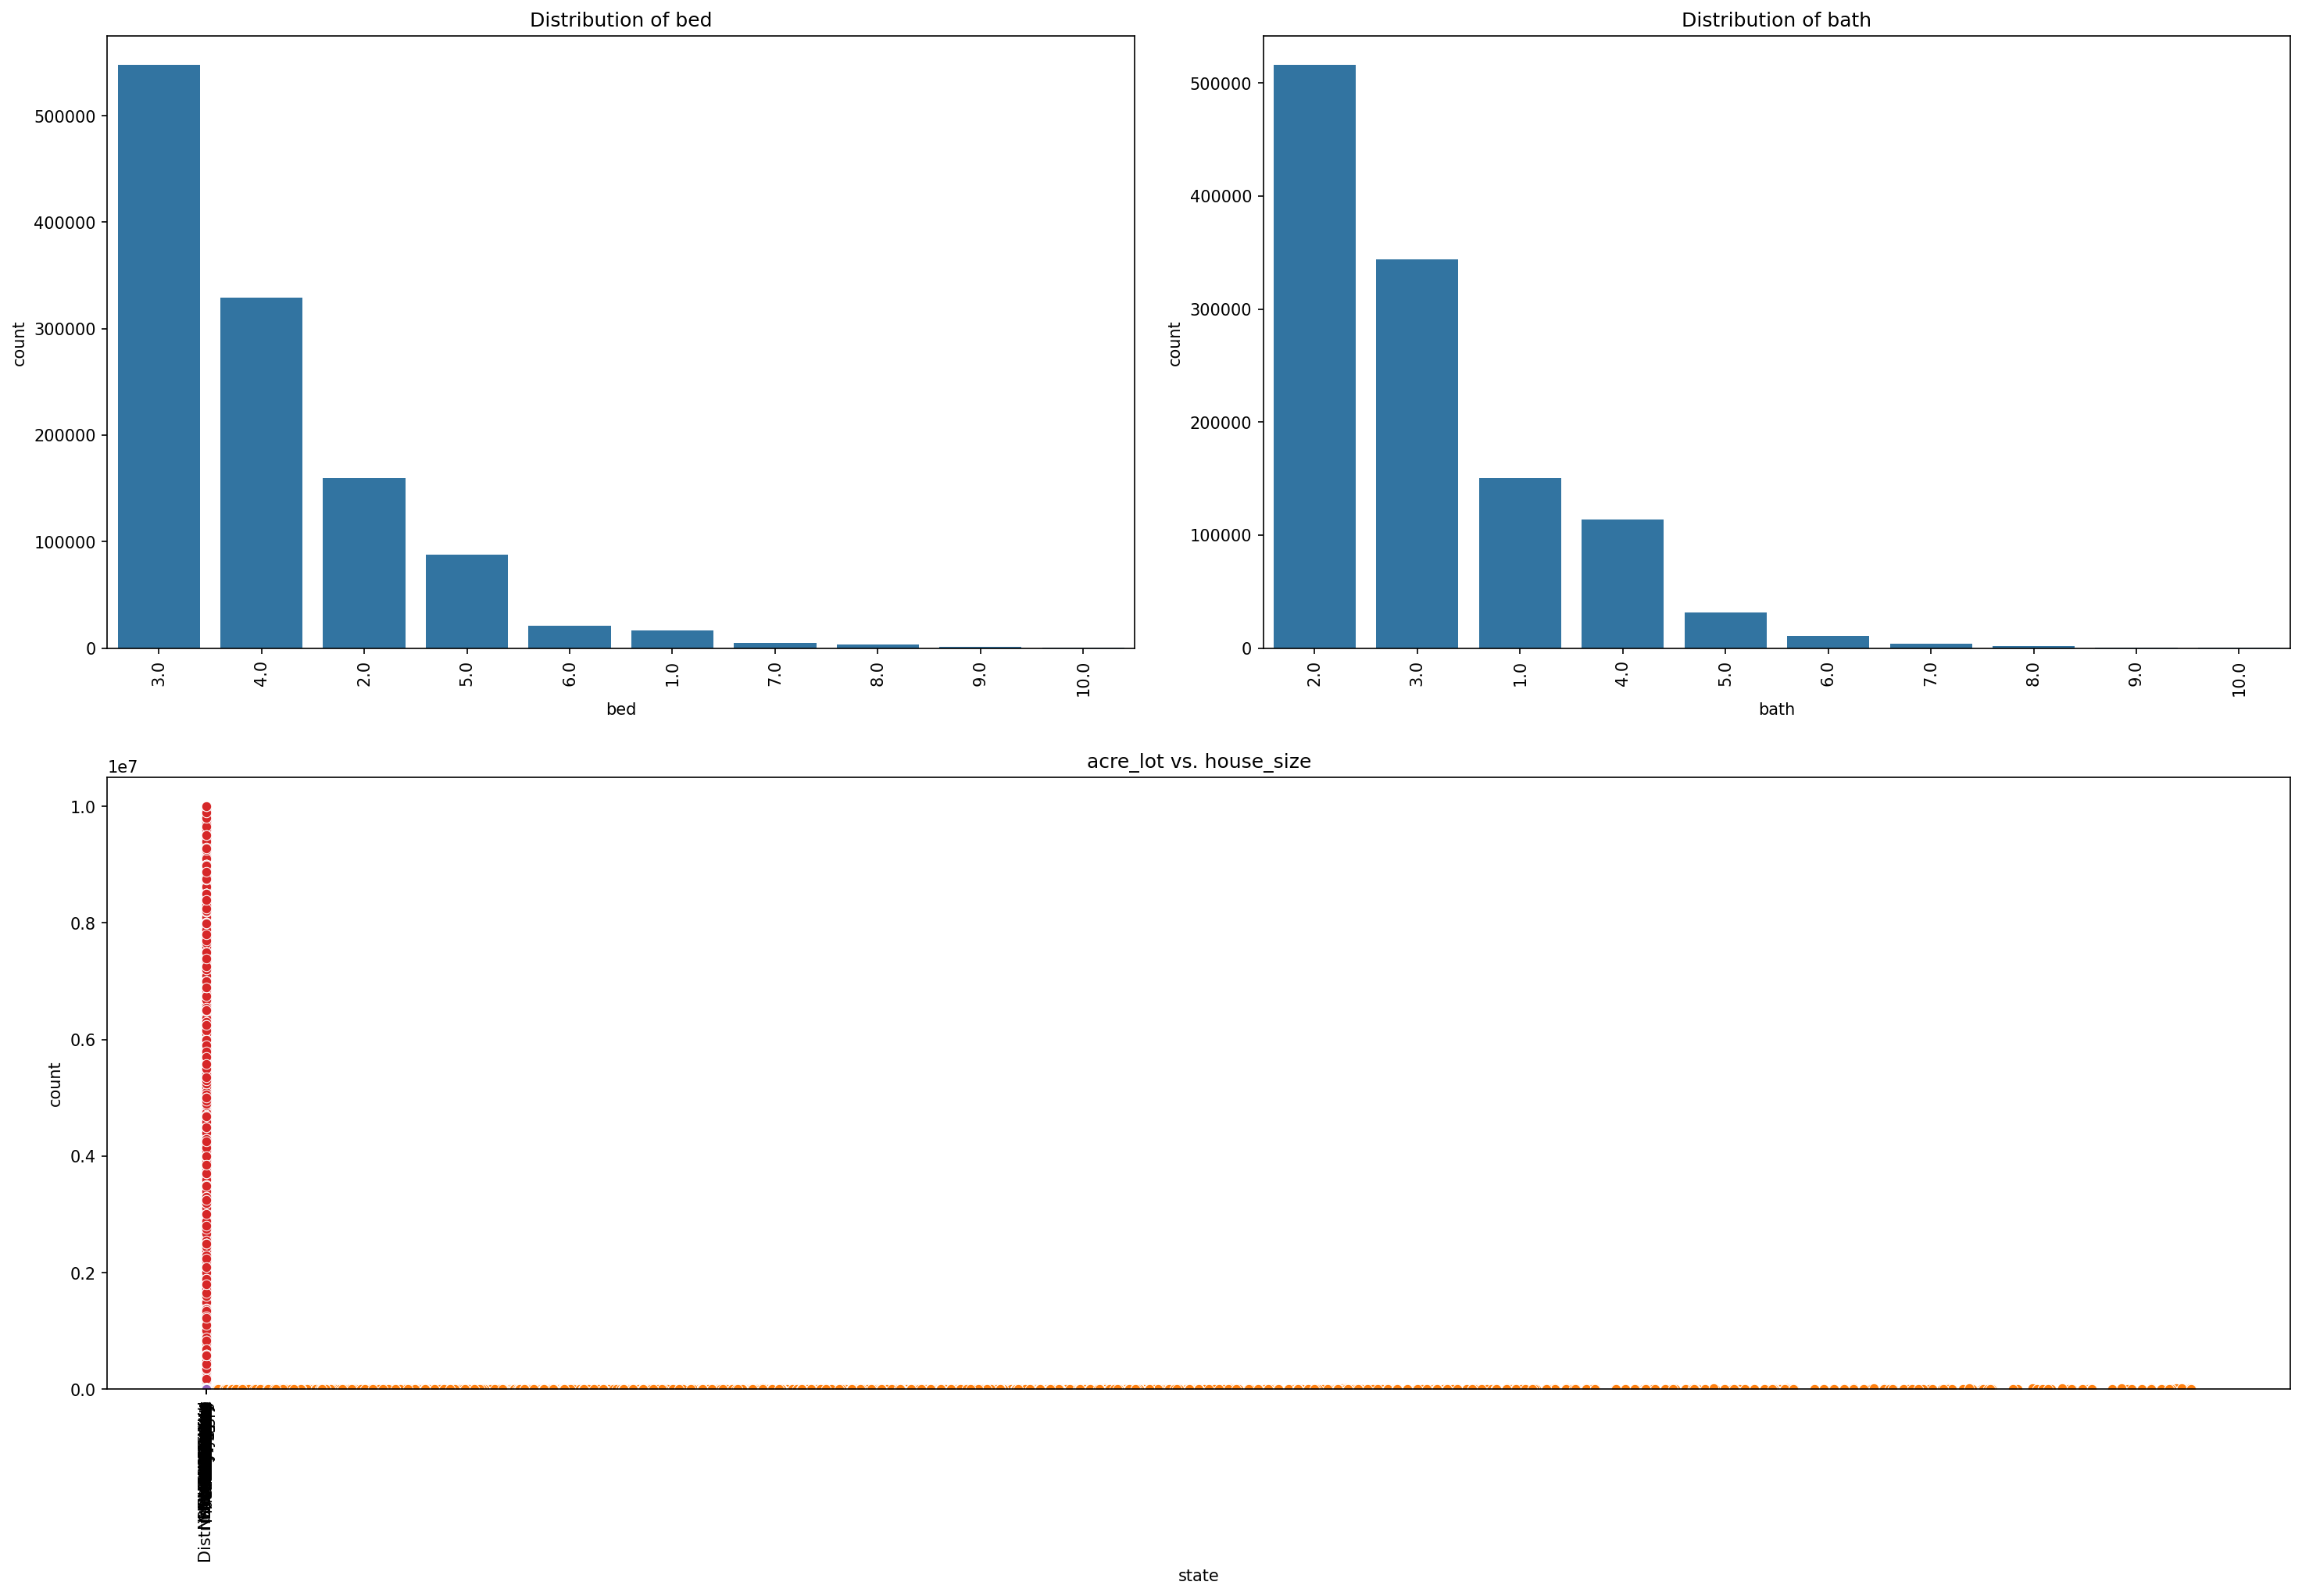 Distribution of bed
500000
400000
300000
200000
100000
0
count
3.0 4.0 2.0 5.0 6.0 1.0 7.0 8.0 9.0 10.0
bed
Distribution of bath
500000
400000
300000
200000
100000
0
count
2.0 3.0 1.0 4.0 5.0 6.0 7.0 8.0 9.0 10.0
bath
acre_lot vs. house_size
1e7
1.0
0.8
0.6
0.4
0.2
0.0
count
state